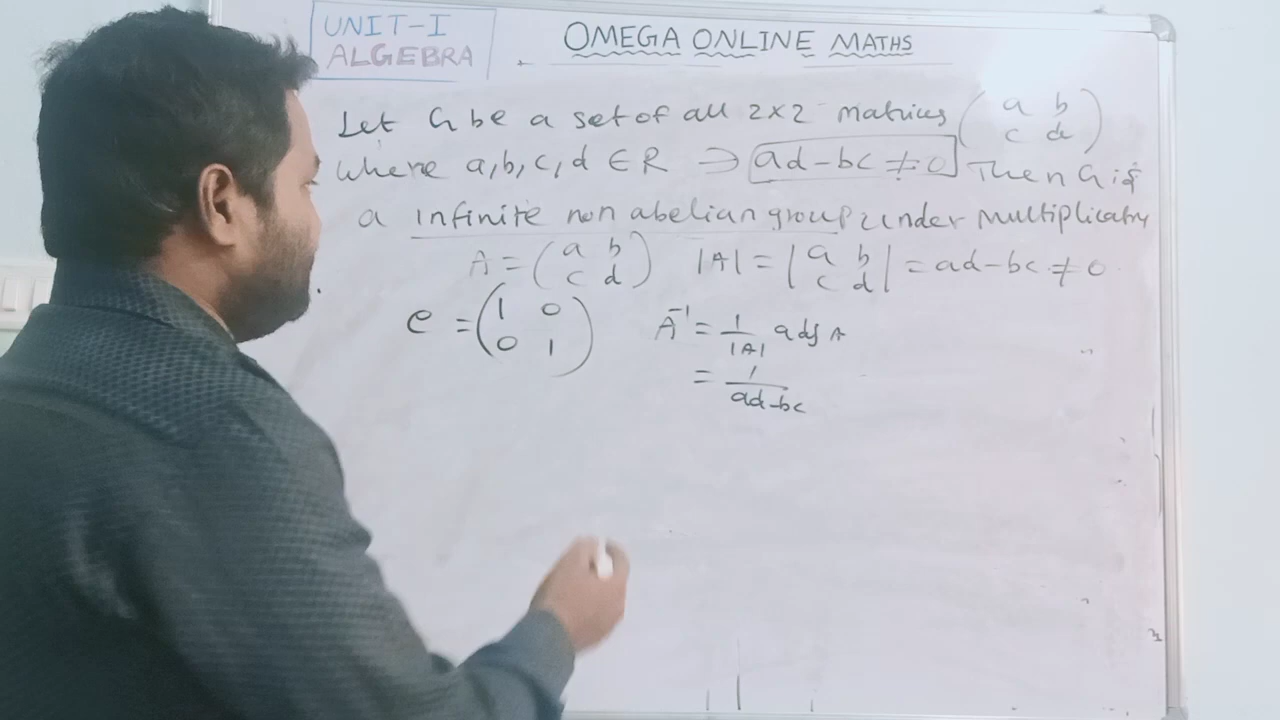 UNIT-I
ALGEBRA
OMEGA ONLINE MATHS
Let G be a set of all 2x2 matrices (a b
c d)
where a, b, c, d ∈ R → ad-bc ≠ 0 Then G is
a infinite non abelian group under multiplication
A = (a b
c d) |A| = |a b
c d| = ad-bc ≠ 0
e = (1 0
0 1)
A⁻¹ = 1/|A| adj A
= 1/ad-bc